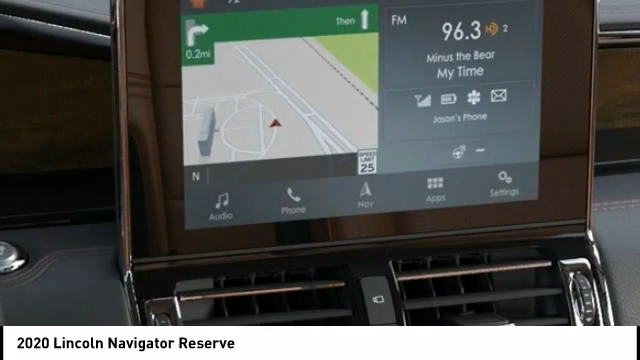 Then
0.2mi
FM
96.3 HD 2
Minus the Bear
My Time
Jason's Phone
SPEED
LIMIT
25
N
Audio
Phone
Nav
Apps
Settings
2020 Lincoln Navigator Reserve